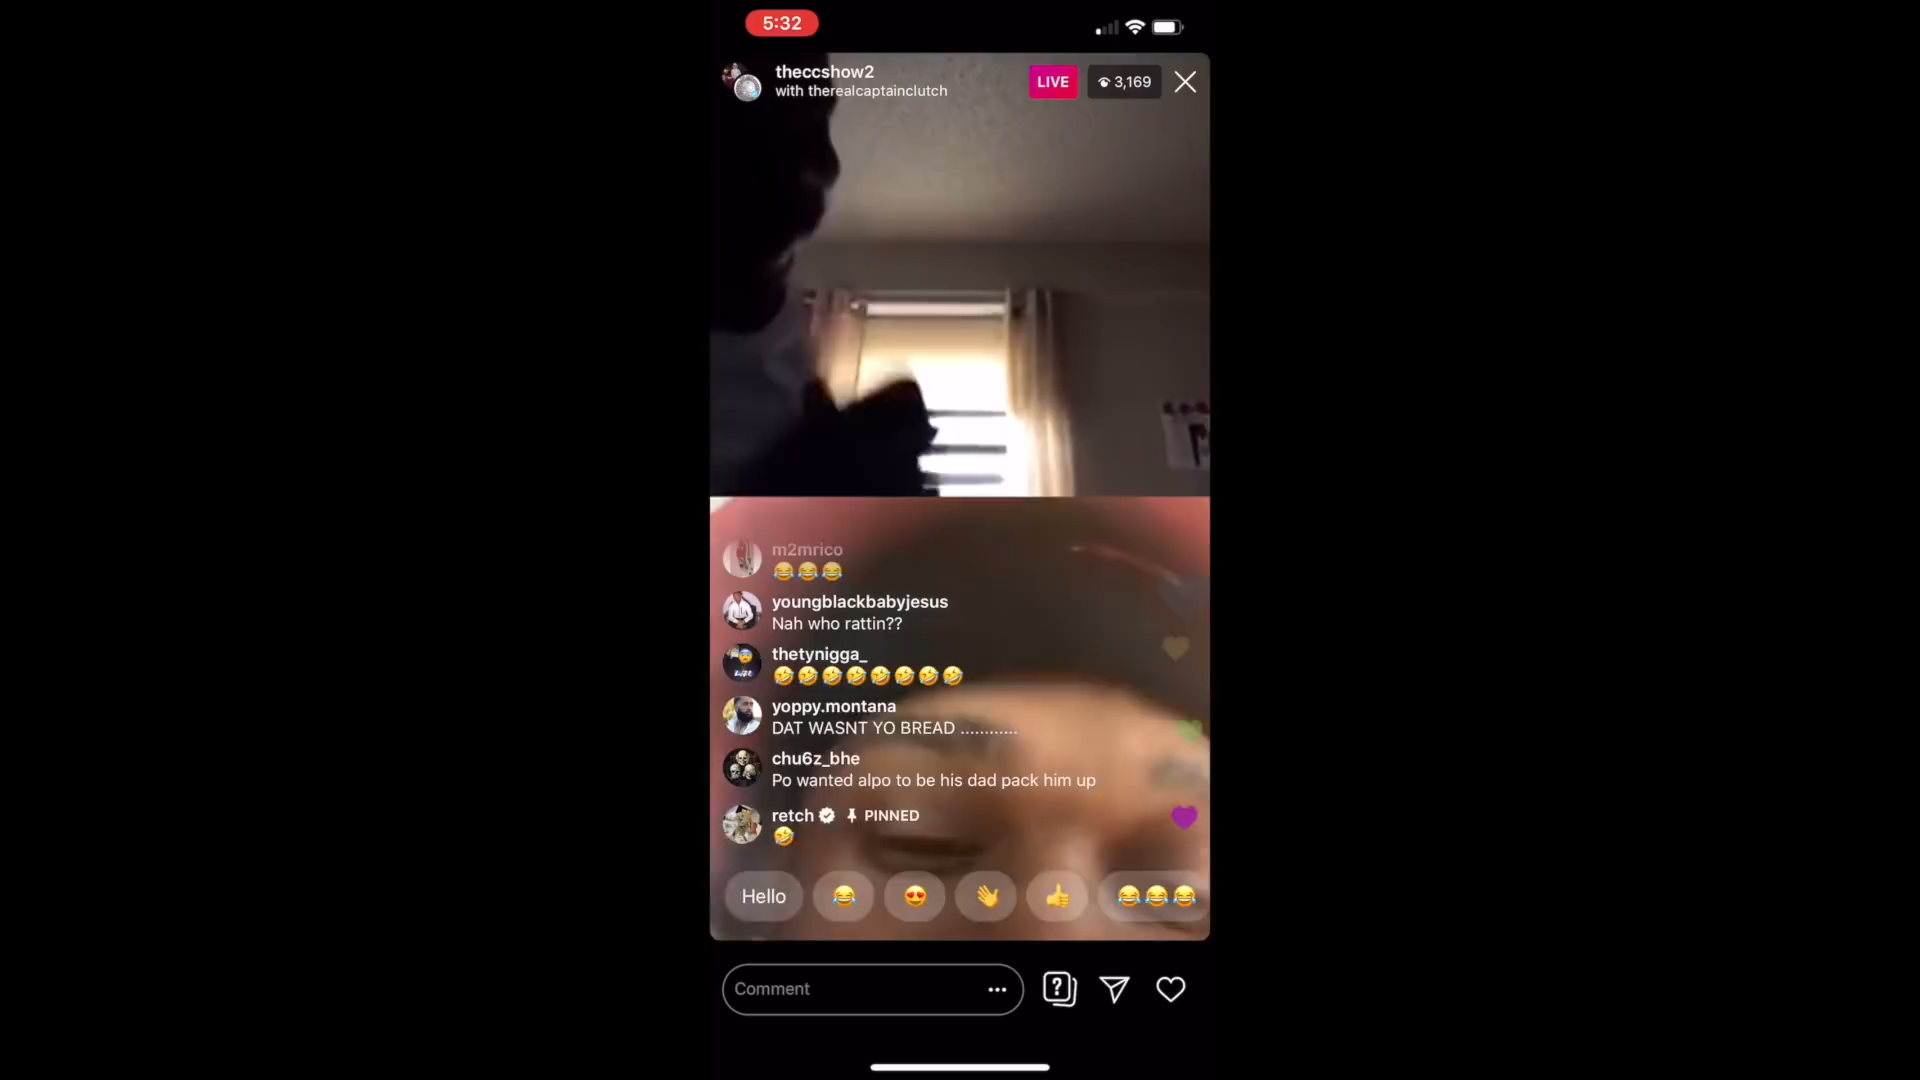 5:32
theccshow2
with therealcaptainclutch
LIVE
3,169
m2mrico
😂😂😂
youngblackbabyjesus
Nah who rattin??
thetynigga_
🤣🤣🤣🤣🤣🤣🤣🤣
yoppy.montana
DAT WASNT YO BREAD ............
chu6z_bhe
Po wanted alpo to be his dad pack him up
retch PINNED
🤣
Hello 😂 😍 👋 👍 😂😂😂
Comment